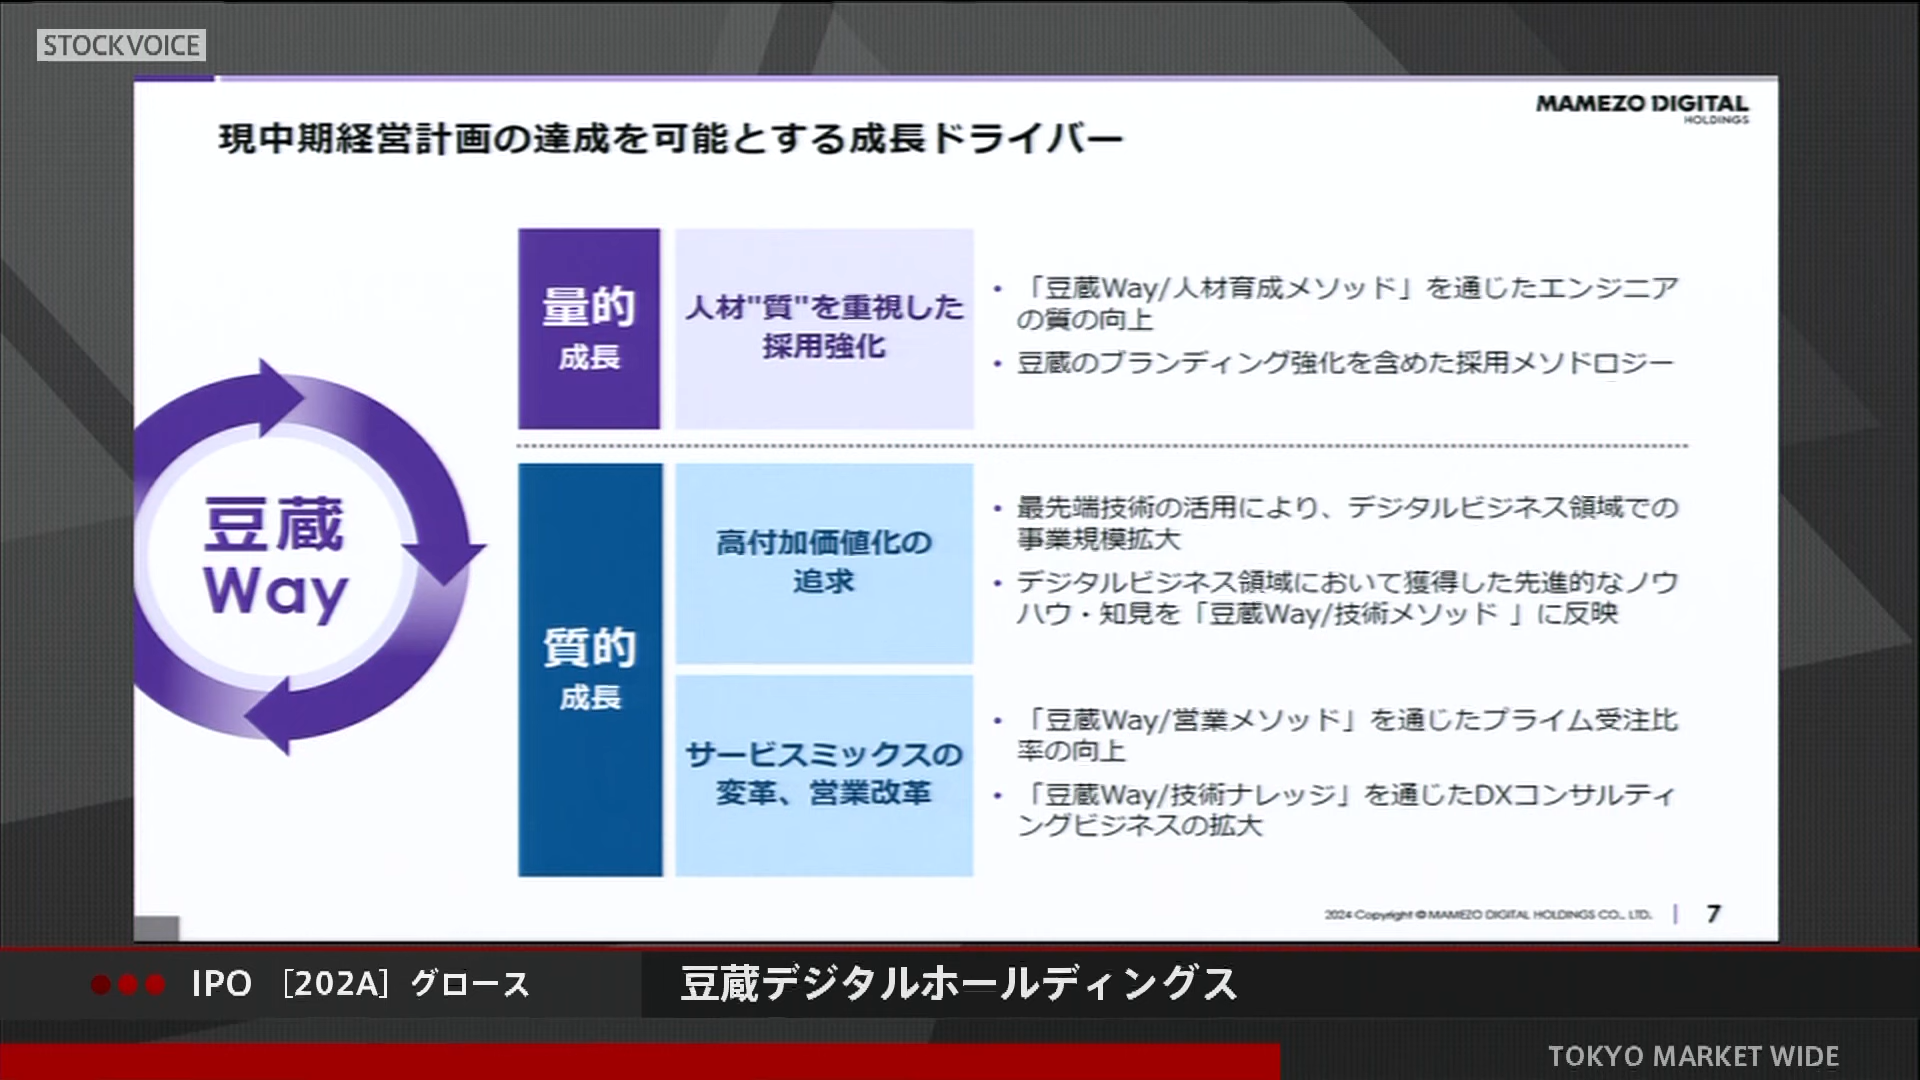 STOCKVOICE
MAMEZO DIGITAL
HOLDINGS
現中期経営計画の達成を可能とする成長ドライバー
豆蔵
Way
量的
成長
人材"質"を重視した
採用強化
• 「豆蔵Way/人材育成メソッド」を通じたエンジニア
の質の向上
• 豆蔵のブランディング強化を含めた採用メソドロジー
質的
成長
高付加価値化の
追求
• 最先端技術の活用により、デジタルビジネス領域での
事業規模拡大
• デジタルビジネス領域において獲得した先進的なノウ
ハウ・知見を「豆蔵Way/技術メソッド 」に反映
サービスミックスの
変革、営業改革
• 「豆蔵Way/営業メソッド」を通じたプライム受注比
率の向上
• 「豆蔵Way/技術ナレッジ」を通じたDXコンサルティ
ングビジネスの拡大
2024 Copyright © MAMEZO DIGITAL HOLDINGS CO., LTD. 7
IPO ［202A］グロース
豆蔵デジタルホールディングス
TOKYO MARKET WIDE